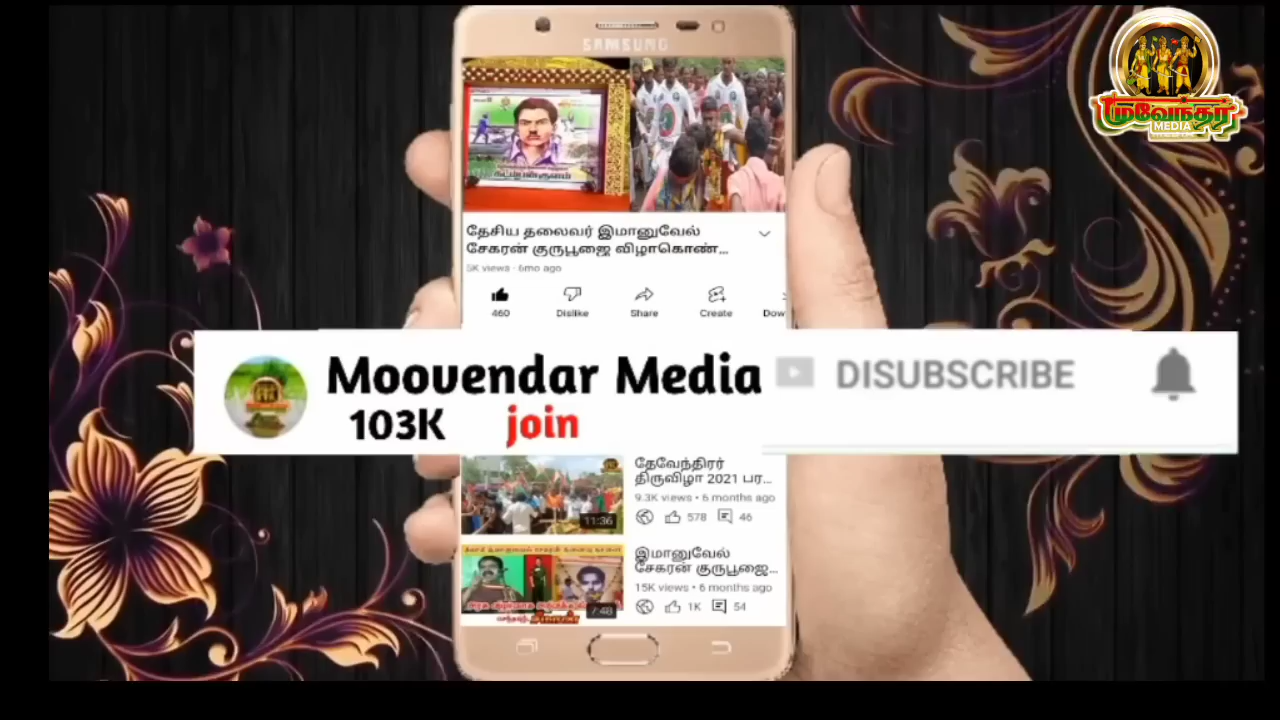 SAMSUNG
மூவேந்தர்
MEDIA
தேசிய தலைவர் இமானுவேல்
சேகரன் குருபூஜை விழாகொண்...
5K views · 6mo ago
460
Dislike
Share
Create
Dow
Moovendar Media
DISUBSCRIBE
103K
join
தேவேந்திரர்
திருவிழா 2021 பர...
9.3K views • 6 months ago
578
46
11:36
இமானுவேல்
சேகரன் குருபூஜை...
15K views • 6 months ago
1K
54
7:48